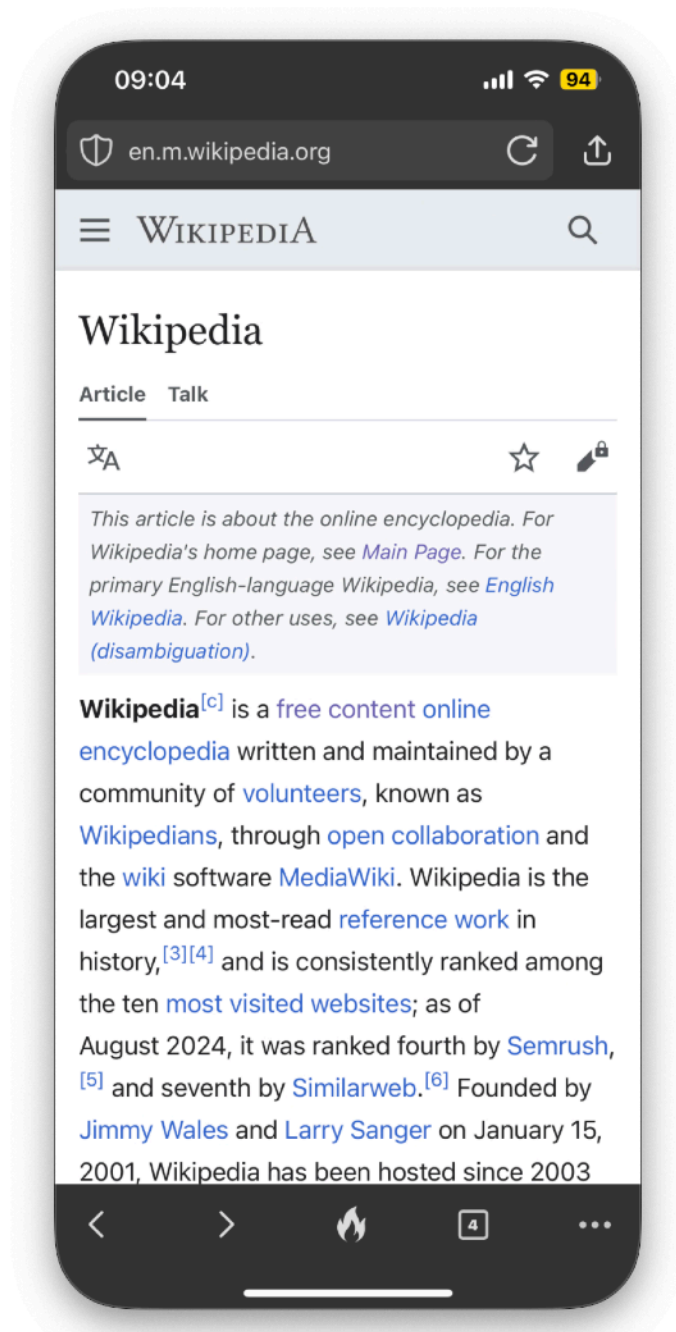 09:04
94
en.m.wikipedia.org
WIKIPEDIA
Wikipedia
Article Talk
文A
This article is about the online encyclopedia. For
Wikipedia's home page, see Main Page. For the
primary English-language Wikipedia, see English
Wikipedia. For other uses, see Wikipedia
(disambiguation).
Wikipedia[c] is a free content online
encyclopedia written and maintained by a
community of volunteers, known as
Wikipedians, through open collaboration and
the wiki software MediaWiki. Wikipedia is the
largest and most-read reference work in
history,[3][4] and is consistently ranked among
the ten most visited websites; as of
August 2024, it was ranked fourth by Semrush,
[5] and seventh by Similarweb.[6] Founded by
Jimmy Wales and Larry Sanger on January 15,
2001, Wikipedia has been hosted since 2003
4